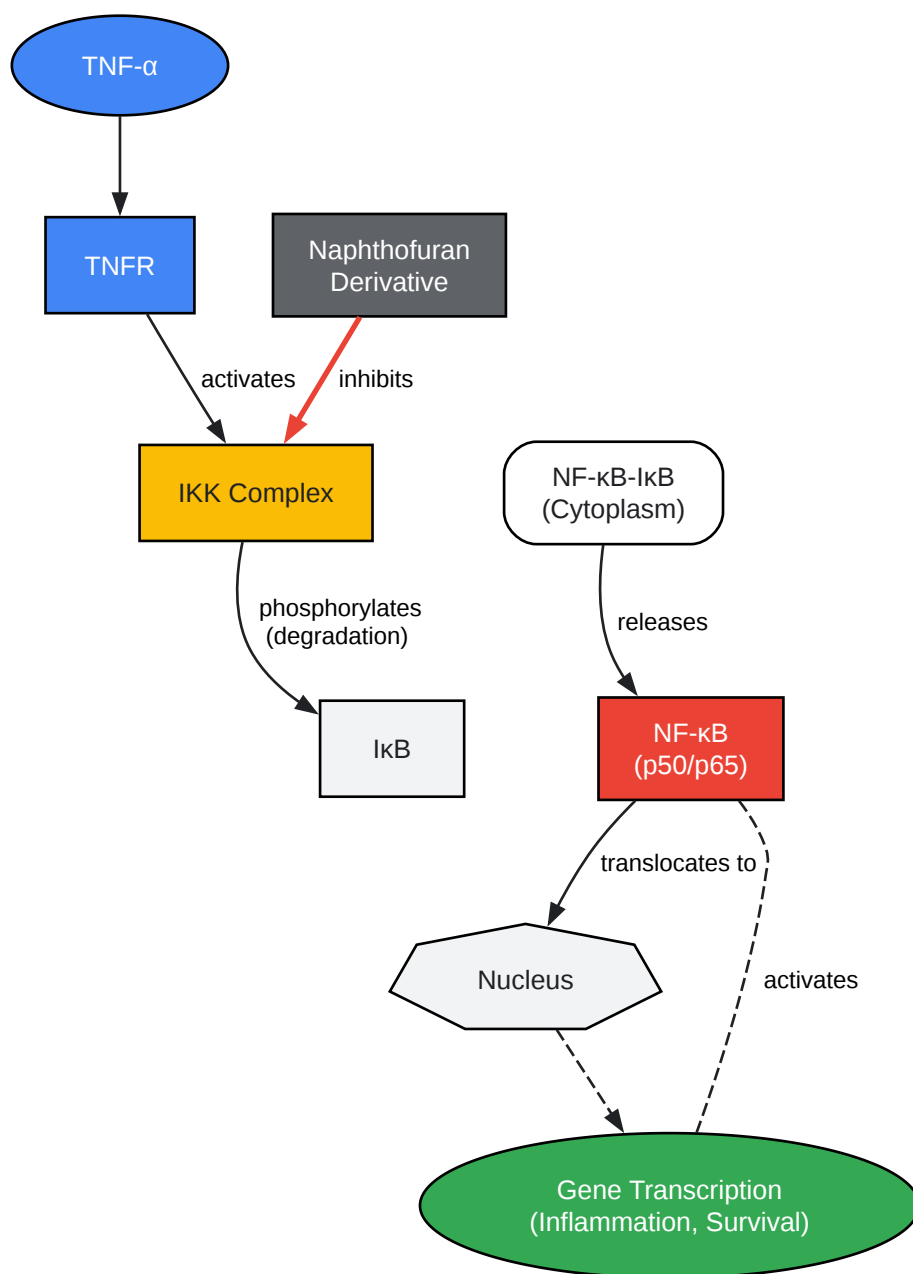 TNF-α
TNFR
Naphthofuran
Derivative
activates
inhibits
IKK Complex
NF-κB-IκB
(Cytoplasm)
phosphorylates
(degradation)
releases
IκB
NF-κB
(p50/p65)
translocates to
Nucleus
activates
Gene Transcription
(Inflammation, Survival)